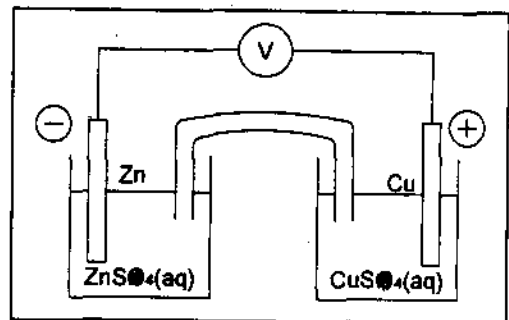 V
−
+
Zn
Cu
ZnSO₄(aq)
CuSO₄(aq)